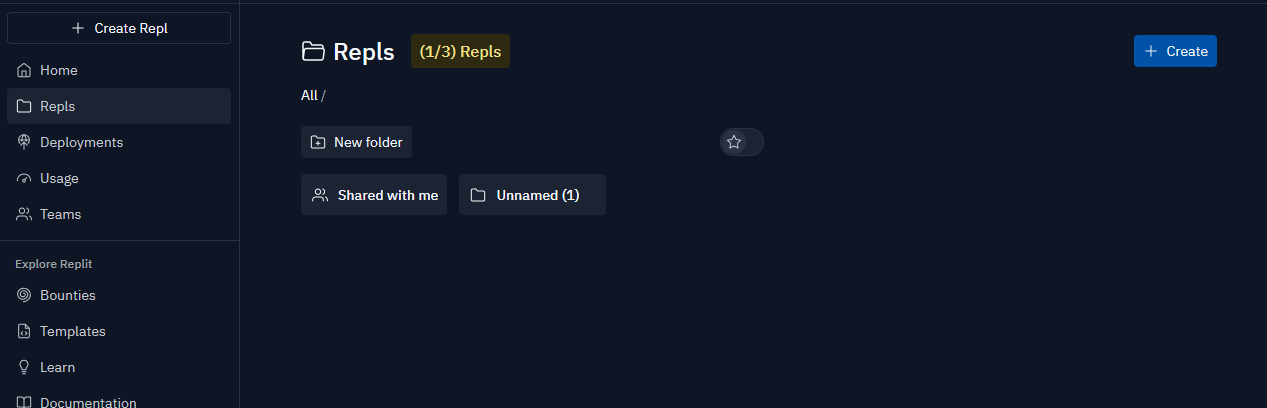 Create Repl
Home
Repls
Deployments
Usage
Teams
Explore Replit
Bounties
Templates
Learn
Documentation
Repls (1/3) Repls
Create
All /
New folder
Shared with me
Unnamed (1)